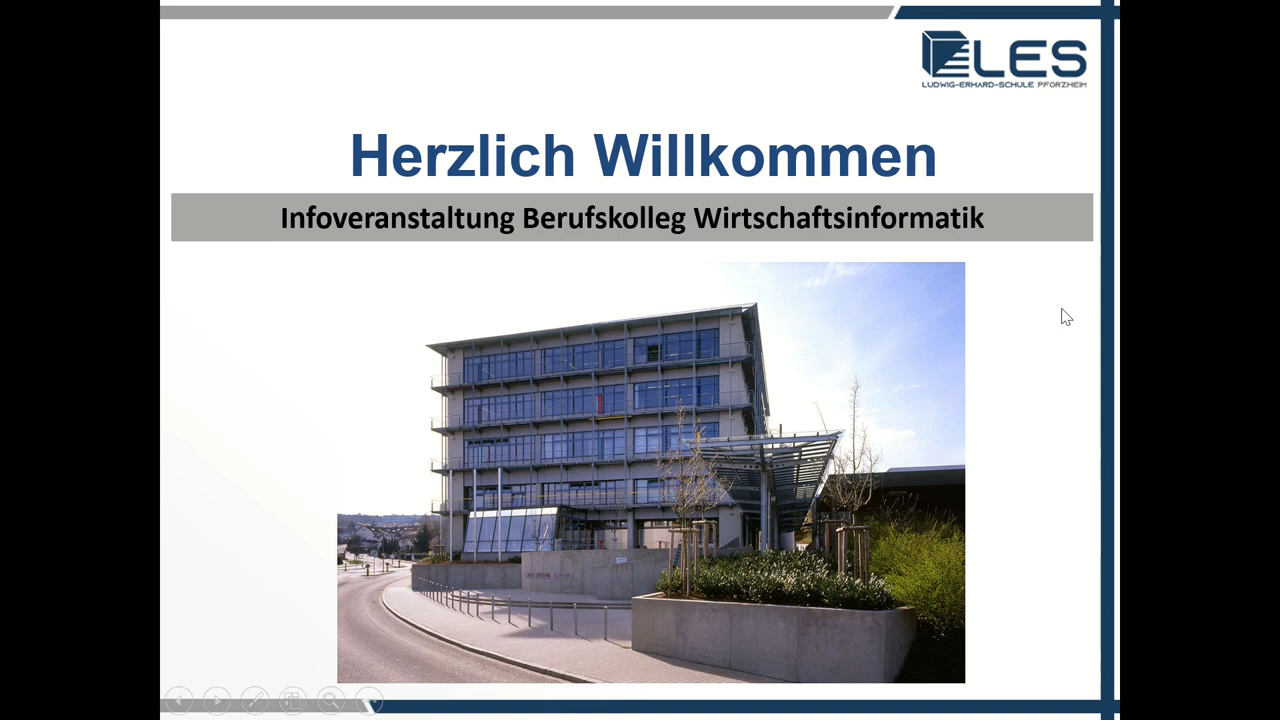 LES
LUDWIG-ERHARD-SCHULE PFORZHEIM
Herzlich Willkommen
Infoveranstaltung Berufskolleg Wirtschaftsinformatik